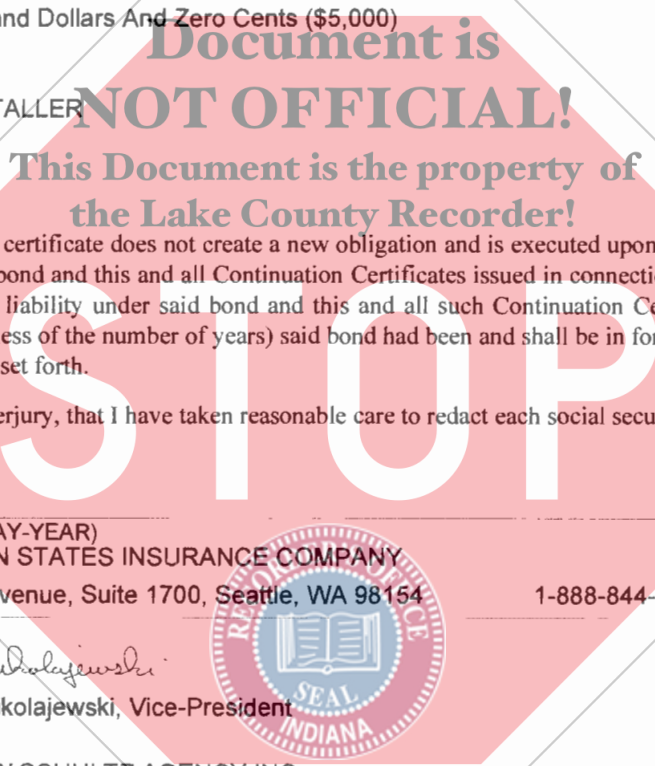 nd Dollars And Zero Cents ($5,000)
Document is
TALLER
NOT OFFICIAL!
This Document is the property of
the Lake County Recorder!
certificate does not create a new obligation and is executed upon
bond and this and all Continuation Certificates issued in connecti
liability under said bond and this and all such Continuation Ce
ess of the number of years) said bond had been and shall be in for
set forth.
STOP
erjury, that I have taken reasonable care to redact each social secu
AY-YEAR)
N STATES INSURANCE COMPANY
venue, Suite 1700, Seattle, WA 98154 1-888-844-
RECORDER'S OFFICE
SEAL
INDIANA
kolajewski
kolajewski, Vice-President